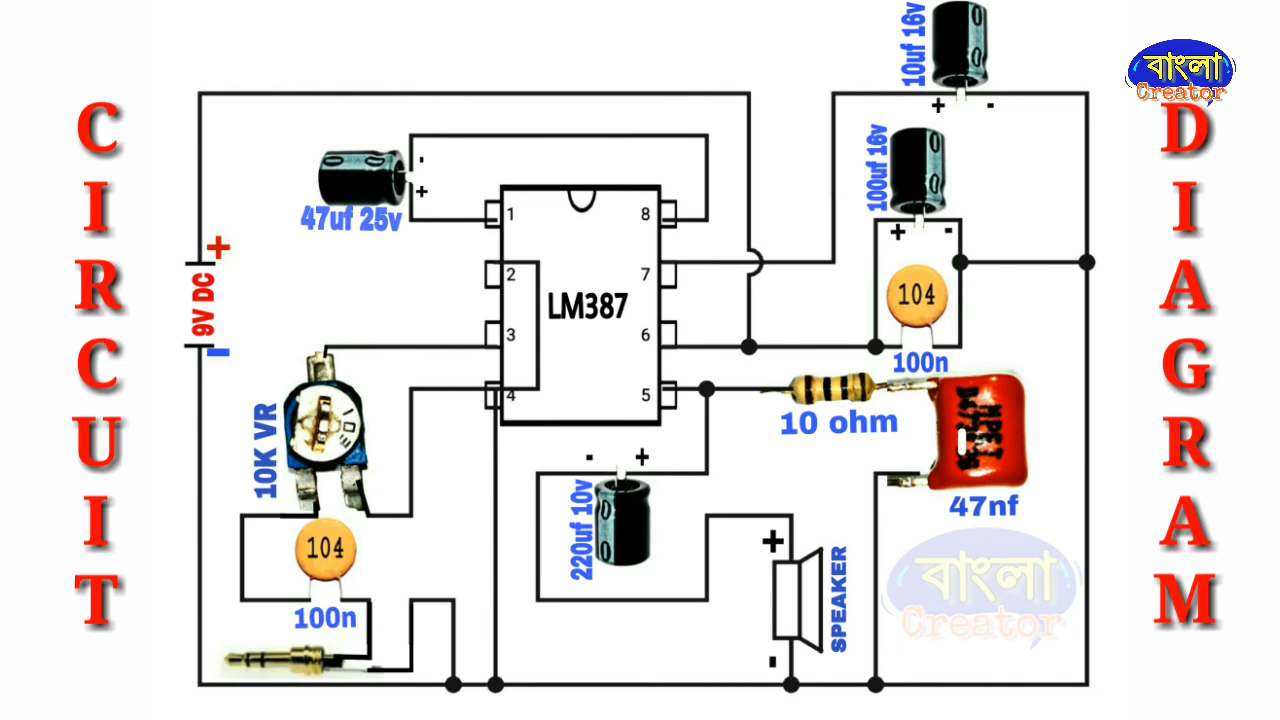 CIRCUIT
DIAGRAM
বাংলা
Creator
10uf 16v
+ -
100uf 16v
+ -
104
100n
47uf 25v
-
+
LM387
1
2
3
4
8
7
6
5
+
9V DC
-
10K VR
104
100n
10 ohm
47nf
- +
220uf 10v
+
SPEAKER
-
বাংলা
Creator